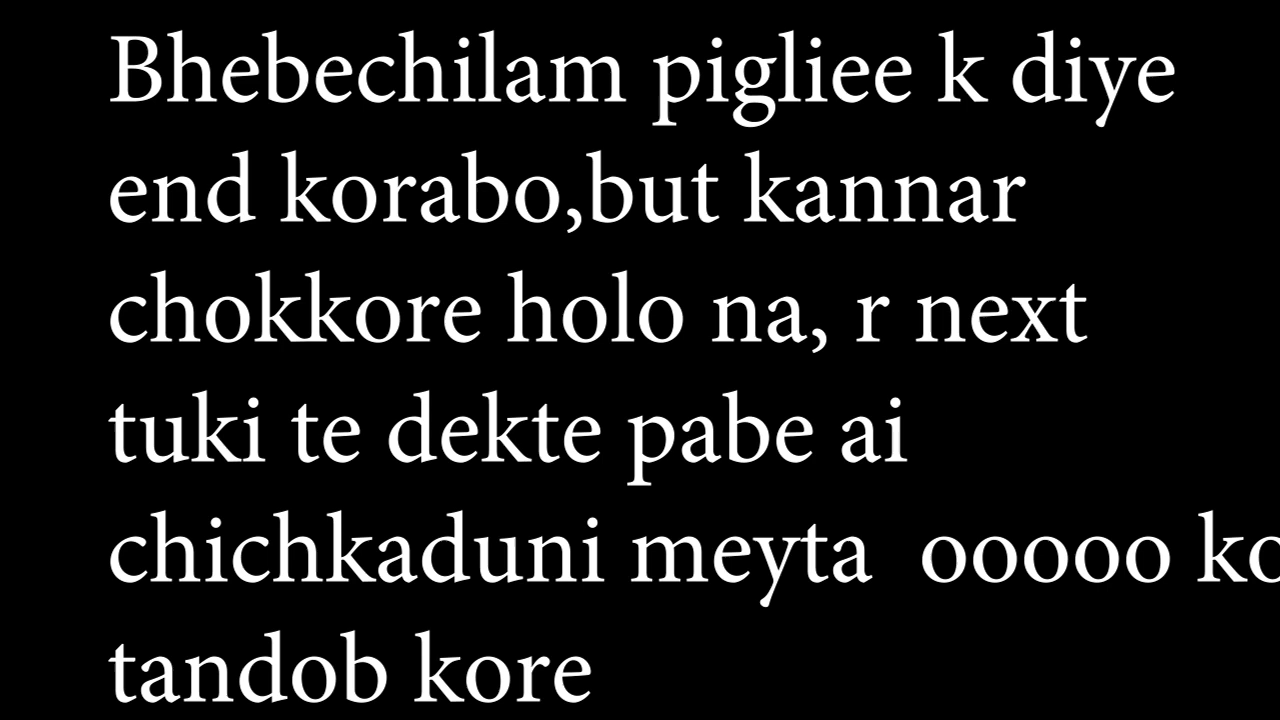 Bhebechilam pigliee k diye
end korabo,but kannar
chokkore holo na, r next
tuki te dekte pabe ai
chichkaduni meyta  ooooo
tandob kore